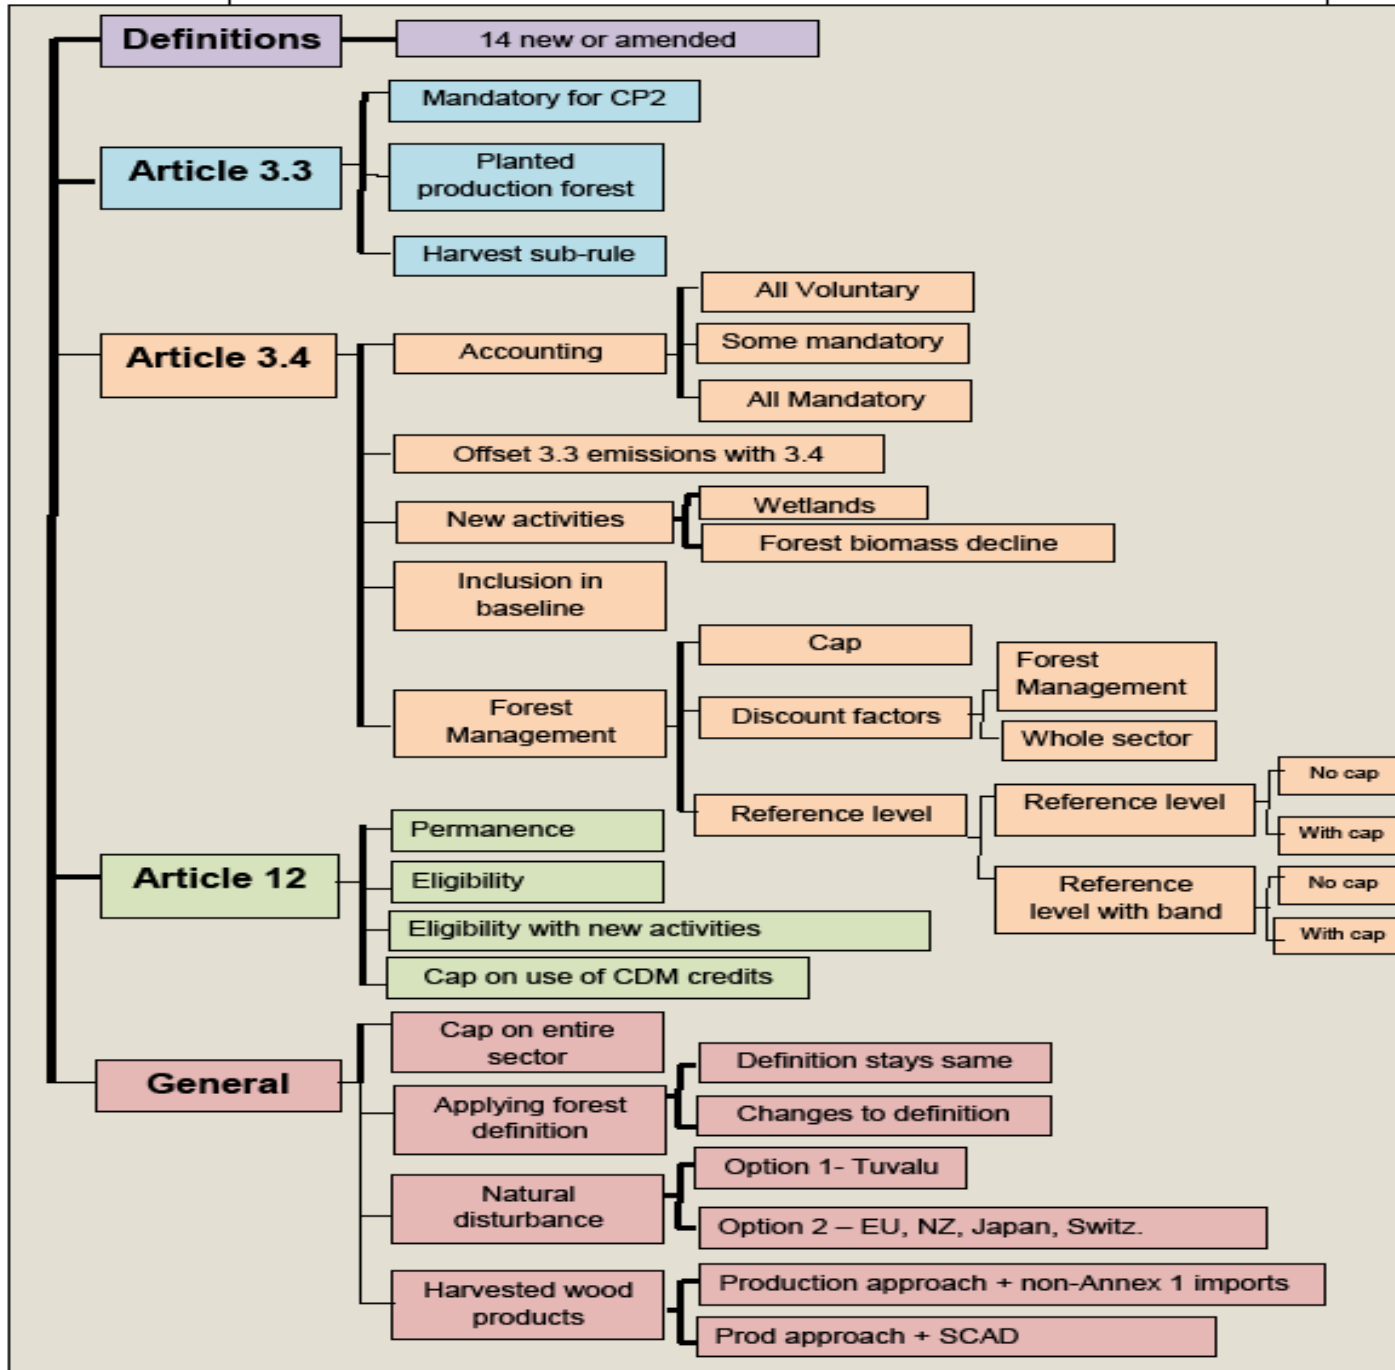 Definitions
14 new or amended
Mandatory for CP2
Article 3.3
Planted
production forest
Harvest sub-rule
All Voluntary
Article 3.4
Accounting
Some mandatory
All Mandatory
Offset 3.3 emissions with 3.4
New activities
Wetlands
Forest biomass decline
Inclusion in
baseline
Forest
Management
Cap
Discount factors
Forest
Management
Whole sector
Reference level
Reference level
No cap
With cap
Reference
level with band
No cap
With cap
Article 12
Permanence
Eligibility
Eligibility with new activities
Cap on use of CDM credits
General
Cap on entire
sector
Applying forest
definition
Definition stays same
Changes to definition
Natural
disturbance
Option 1- Tuvalu
Option 2 – EU, NZ, Japan, Switz.
Harvested wood
products
Production approach + non-Annex 1 imports
Prod approach + SCAD